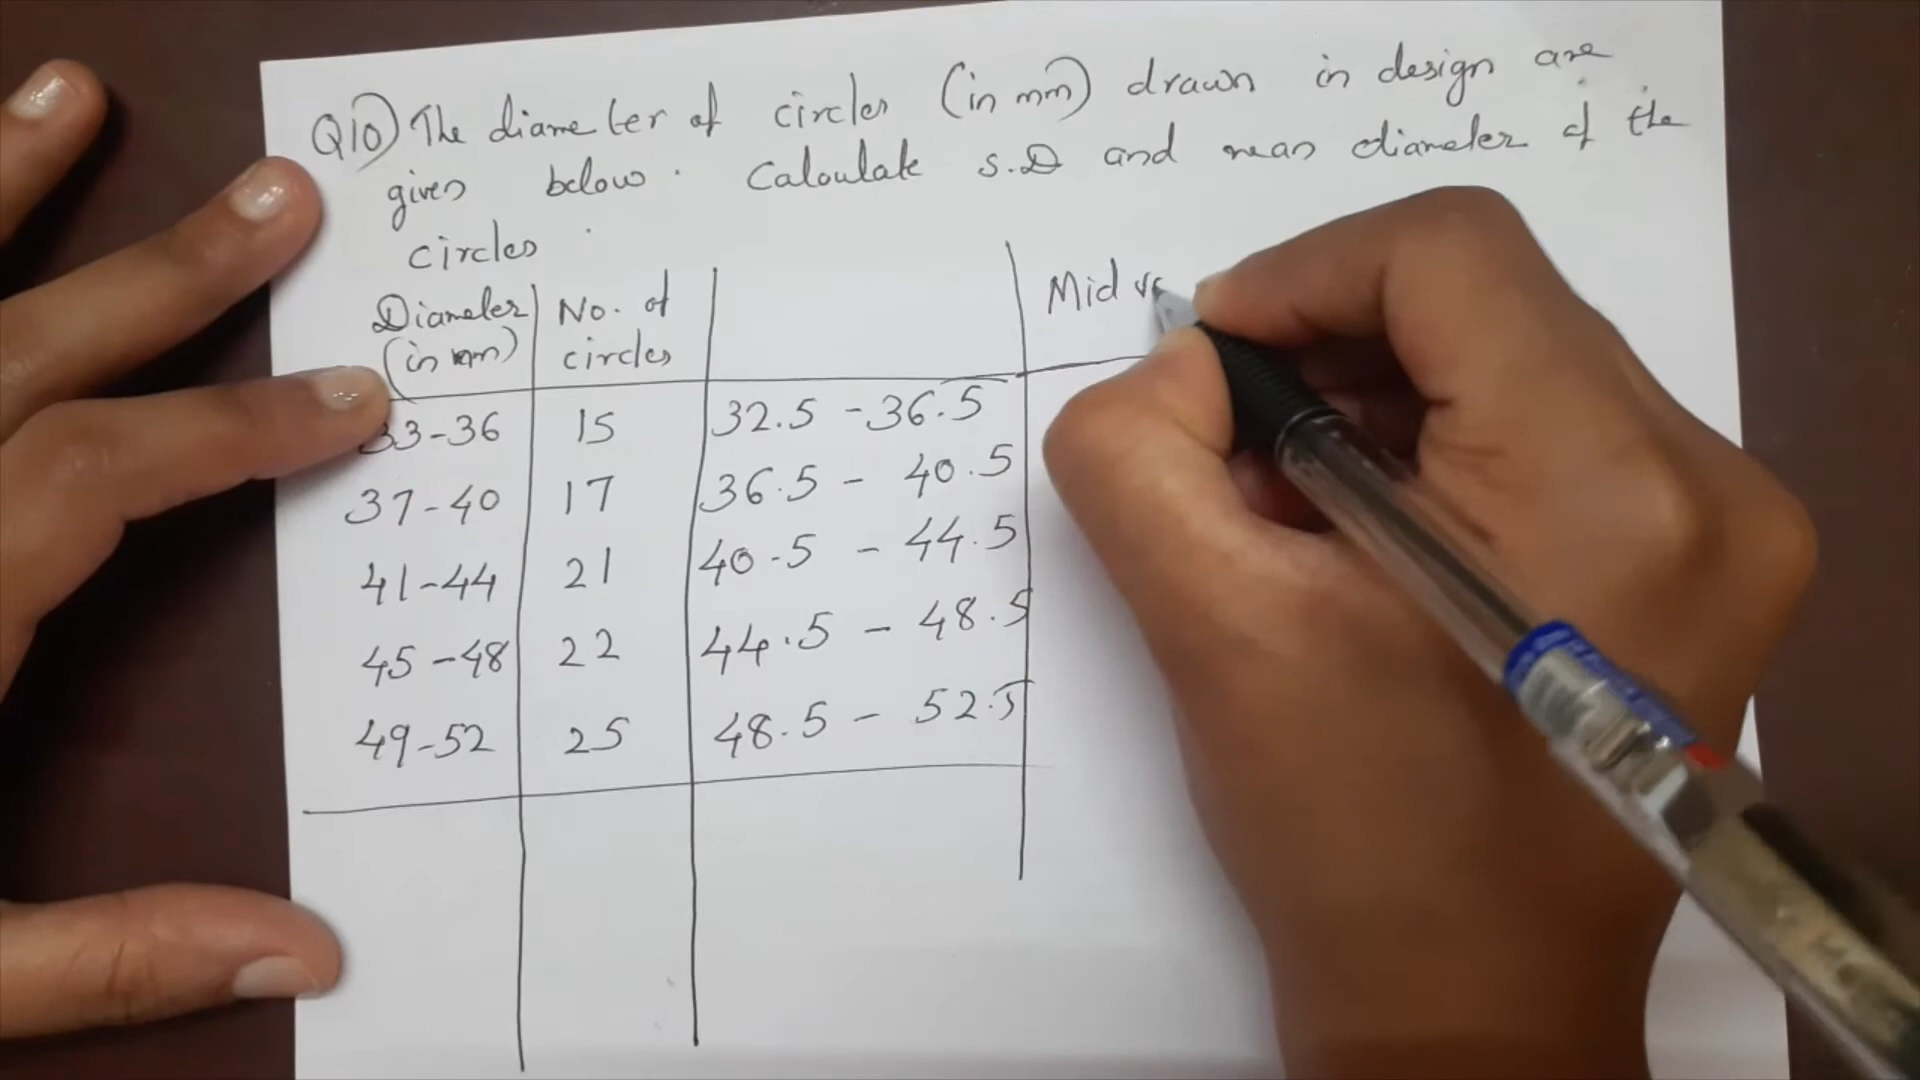 Q10) The diameter of circles (in mm) drawn in design are
given below. Calculate S.D and mean diameter of the
circles.
Diameter (in mm) No. of circles Mid
33-36 15 32.5 - 36.5
37-40 17 36.5 - 40.5
41-44 21 40.5 - 44.5
45-48 22 44.5 - 48.5
49-52 25 48.5 - 52.5